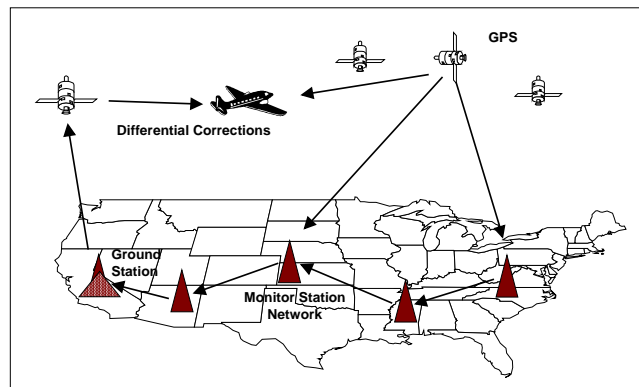 GPS
Differential Corrections
Ground
Station
Monitor Station
Network